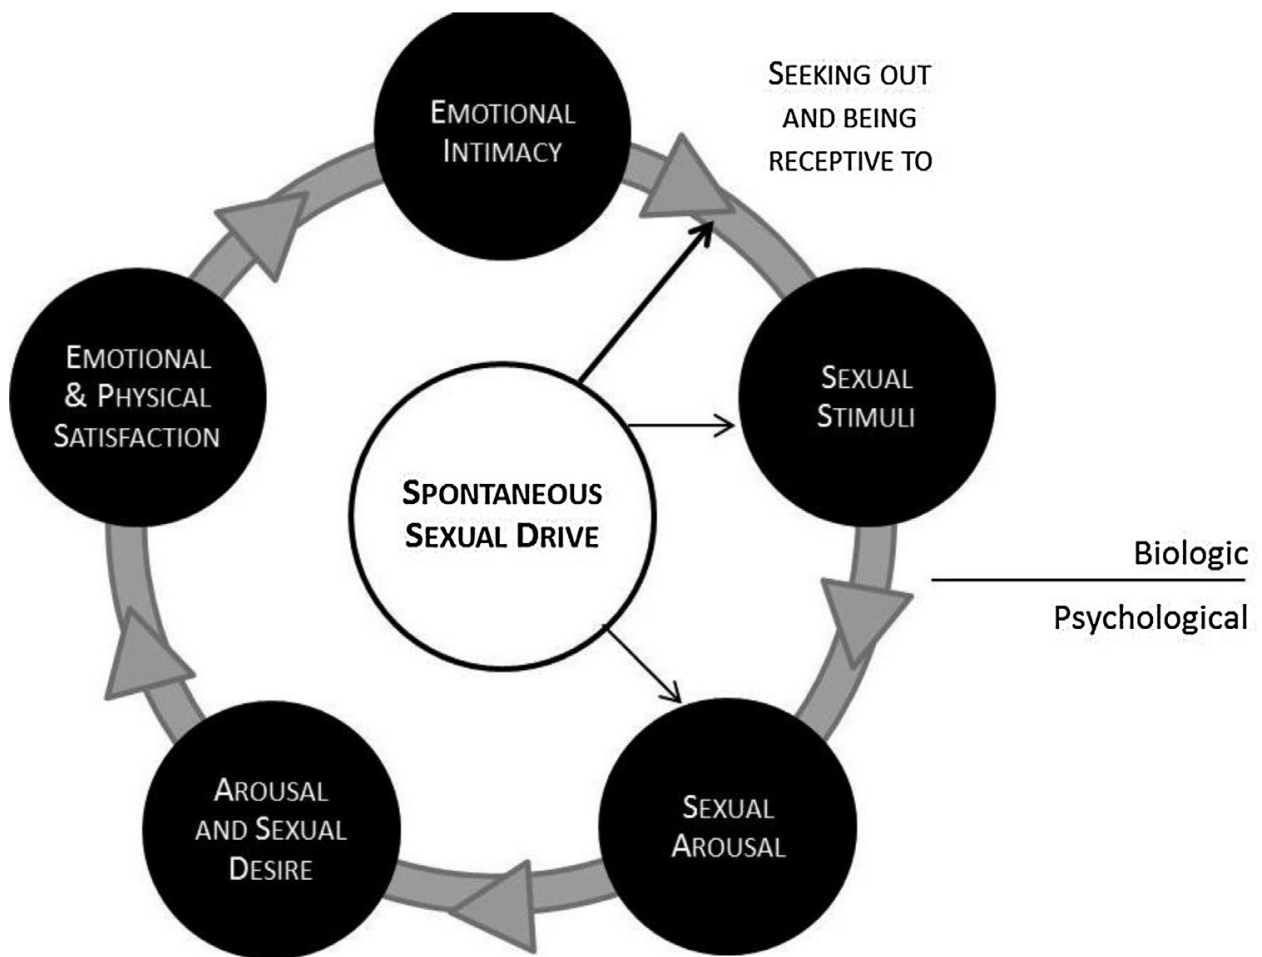 EMOTIONAL
INTIMACY
SEEKING OUT
AND BEING
RECEPTIVE TO
SEXUAL
STIMULI
Biologic
Psychological
SEXUAL
AROUSAL
AROUSAL
AND SEXUAL
DESIRE
EMOTIONAL
& PHYSICAL
SATISFACTION
SPONTANEOUS
SEXUAL DRIVE